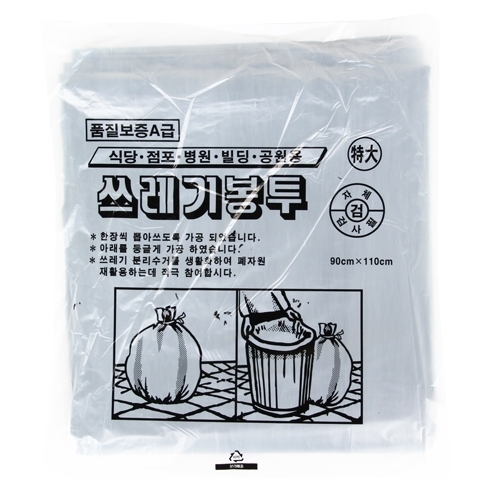 품질보증A급
식당·점포·병원·빌딩·공원용
特大
쓰레기봉투
자체
검
검사필
* 한장씩 뽑아쓰도록 가공 되었습니다.
* 아래를 둥글게 가공 하였습니다.
* 쓰레기 분리수거를 생활화하여 폐자원
재활용하는데 적극 참여합시다.
90cm×110cm